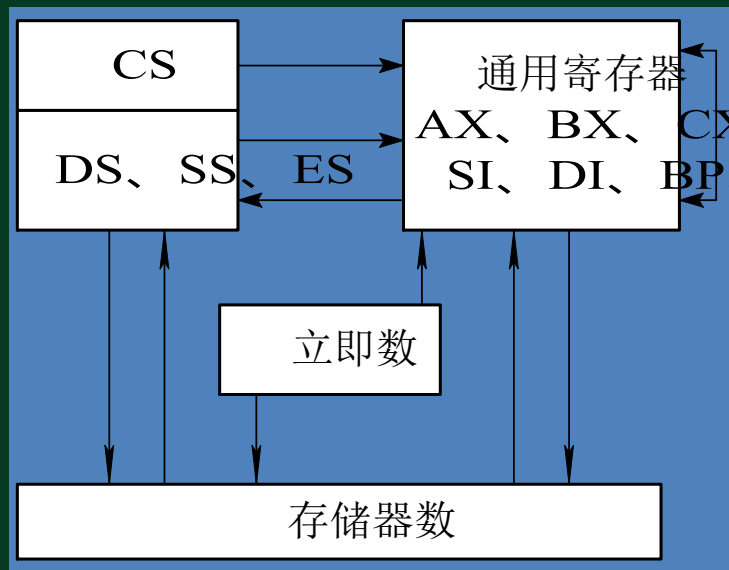 CS
通用寄存器
AX、 BX、 CX
DS、 SS、 ES
SI、 DI、 BP
立即数
存储器数